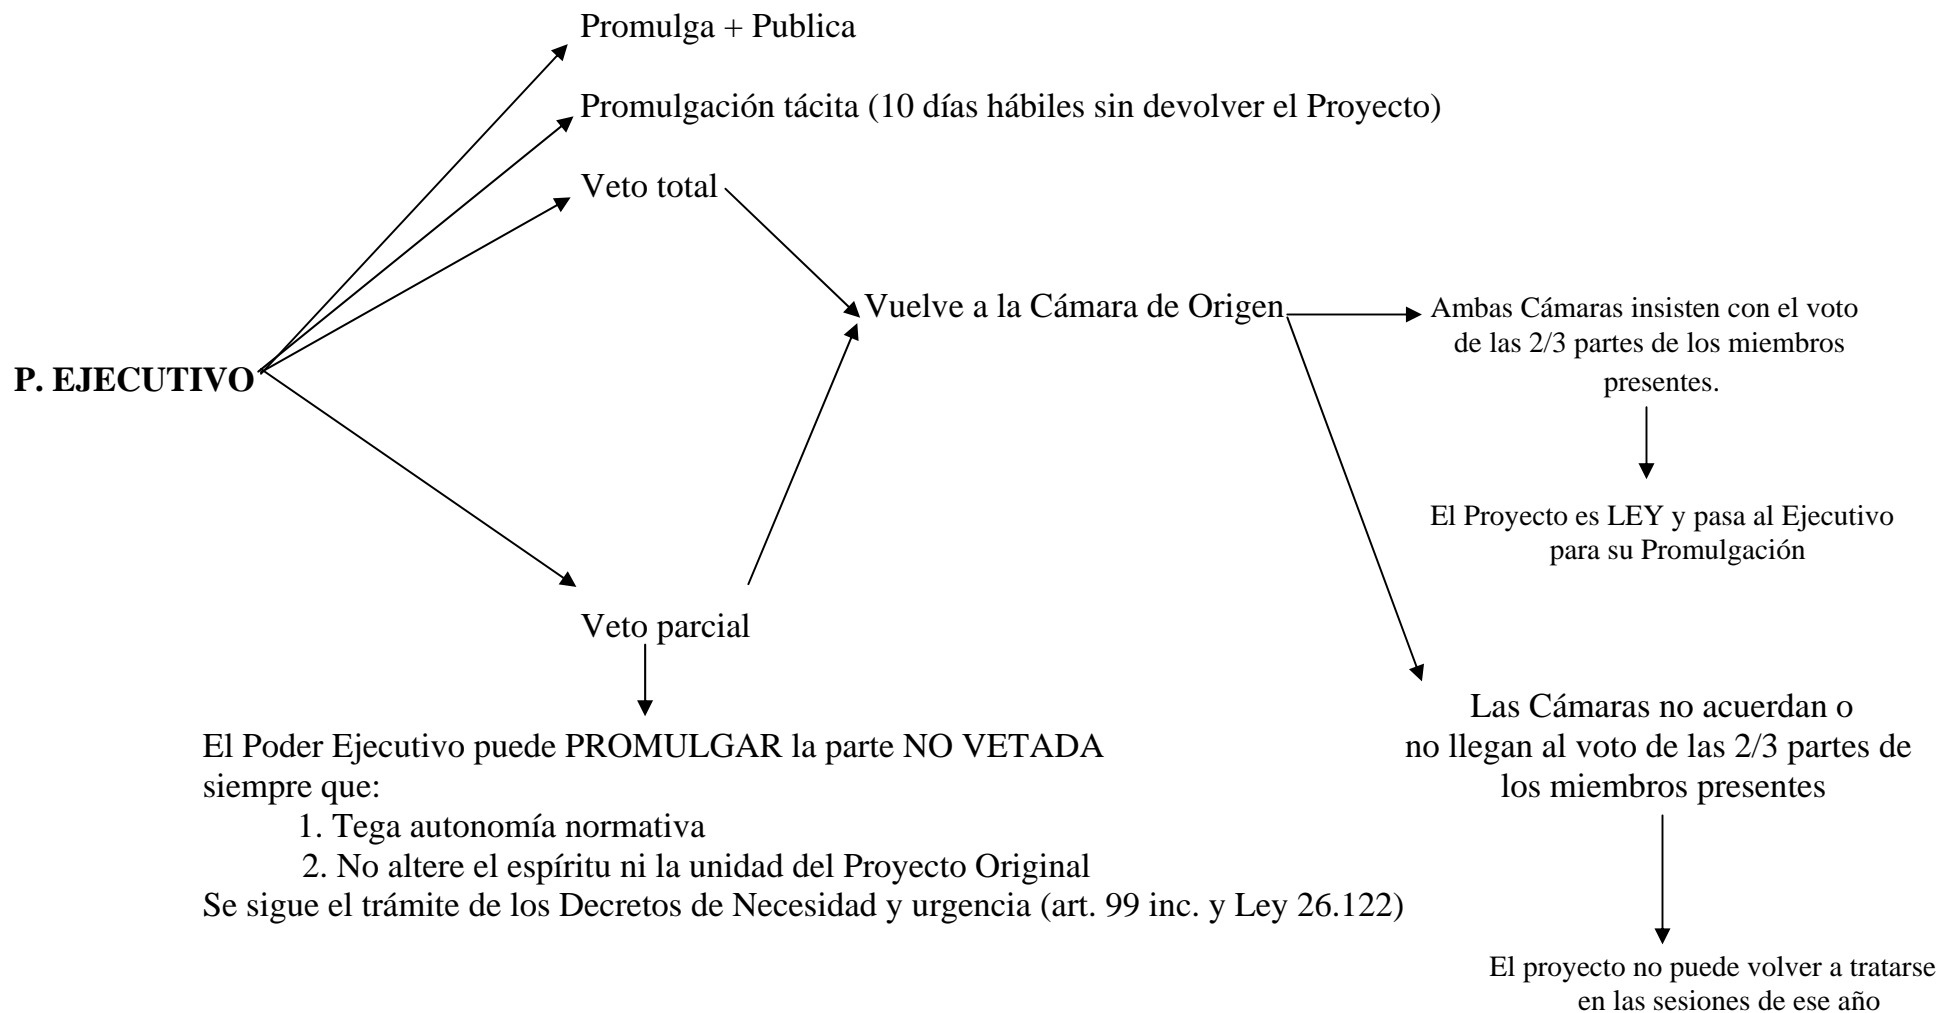 Promulga + Publica
Promulgación tácita (10 días hábiles sin devolver el Proyecto)
Veto total
Vuelve a la Cámara de Origen
Ambas Cámaras insisten con el voto
de las 2/3 partes de los miembros
presentes.
P. EJECUTIVO
El Proyecto es LEY y pasa al Ejecutivo
para su Promulgación
Veto parcial
El Poder Ejecutivo puede PROMULGAR la parte NO VETADA
siempre que:
1. Tega autonomía normativa
2. No altere el espíritu ni la unidad del Proyecto Original
Se sigue el trámite de los Decretos de Necesidad y urgencia (art. 99 inc. y Ley 26.122)
Las Cámaras no acuerdan o
no llegan al voto de las 2/3 partes de
los miembros presentes
El proyecto no puede volver a tratarse
en las sesiones de ese año